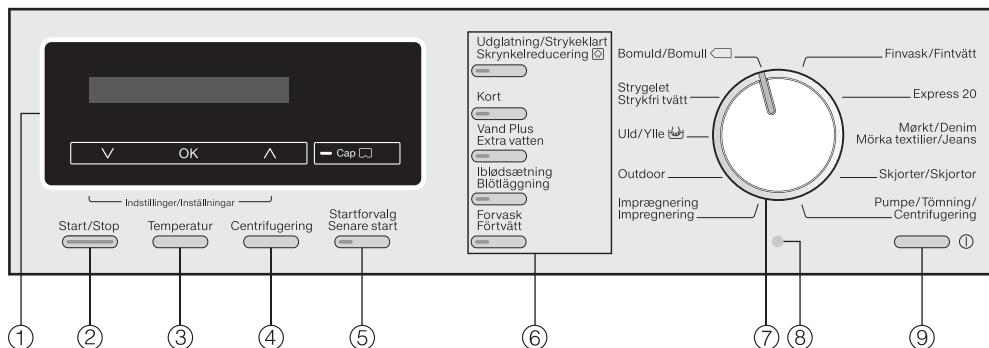 OK
Cap
Indstillinger/Inställningar
Start/Stop
Temperatur
Centrifugering
Startforvalg
Senare start
Udglatning/Strykeklart
Skrynkelreducering
Kort
Vand Plus
Extra vatten
Iblødsætning
Blötläggning
Forvask
Förtvätt
Bomuld/Bomull
Strygelet
Strykfri tvätt
Uld/Ylle
Outdoor
Imprægnering
Impregnering
Finvask/Fintvätt
Express 20
Mørkt/Denim
Mörka textilier/Jeans
Skjorter/Skjortor
Pumpe/Tömning/
Centrifugering
① ② ③ ④ ⑤ ⑥ ⑦ ⑧ ⑨